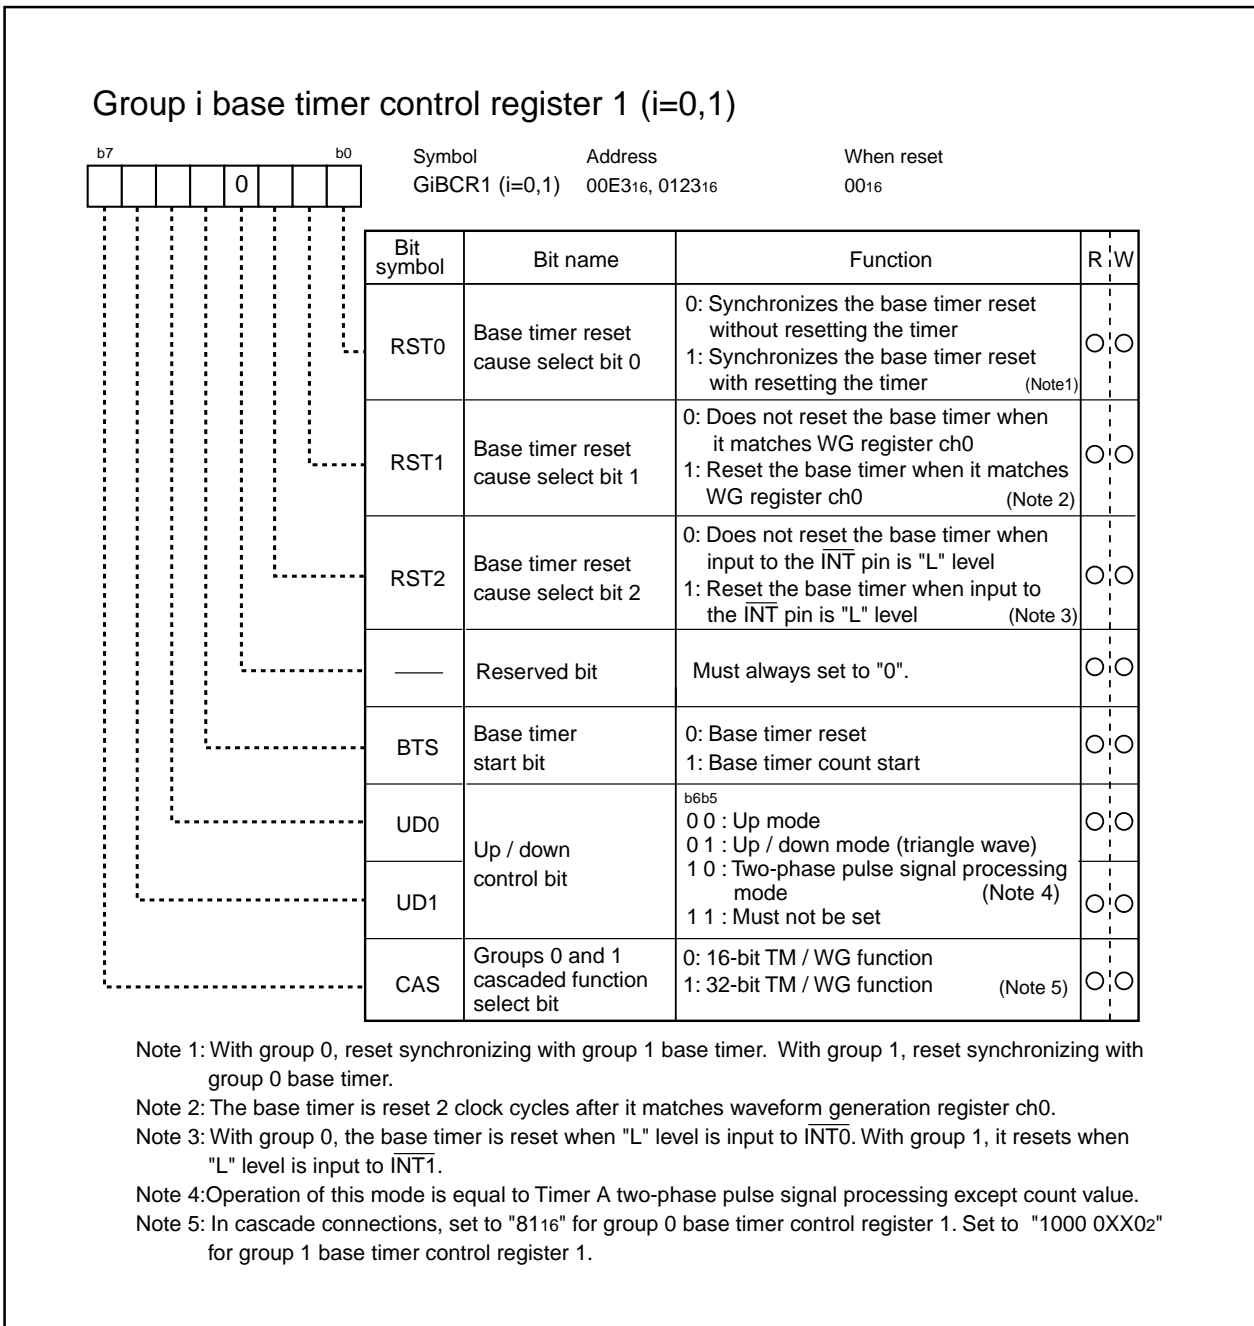 Group i base timer control register 1 (i=0,1)
b7 b0 Symbol Address When reset
0 GiBCR1 (i=0,1) 00E316, 012316 0016
Bit symbol Bit name Function R W
RST0 Base timer reset cause select bit 0
0: Synchronizes the base timer reset
without resetting the timer
1: Synchronizes the base timer reset
with resetting the timer (Note1)
RST1 Base timer reset cause select bit 1
0: Does not reset the base timer when
it matches WG register ch0
1: Reset the base timer when it matches
WG register ch0 (Note 2)
RST2 Base timer reset cause select bit 2
0: Does not reset the base timer when
input to the INT pin is "L" level
1: Reset the base timer when input to
the INT pin is "L" level (Note 3)
Reserved bit Must always set to "0".
BTS Base timer start bit
0: Base timer reset
1: Base timer count start
UD0
UD1
Up / down
control bit
b6b5
0 0 : Up mode
0 1 : Up / down mode (triangle wave)
1 0 : Two-phase pulse signal processing
mode (Note 4)
1 1 : Must not be set
CAS Groups 0 and 1 cascaded function select bit
0: 16-bit TM / WG function
1: 32-bit TM / WG function (Note 5)
Note 1: With group 0, reset synchronizing with group 1 base timer. With group 1, reset synchronizing with
group 0 base timer.
Note 2: The base timer is reset 2 clock cycles after it matches waveform generation register ch0.
Note 3: With group 0, the base timer is reset when "L" level is input to INT0. With group 1, it resets when
"L" level is input to INT1.
Note 4:Operation of this mode is equal to Timer A two-phase pulse signal processing except count value.
Note 5: In cascade connections, set to "8116" for group 0 base timer control register 1. Set to "1000 0XX02"
for group 1 base timer control register 1.